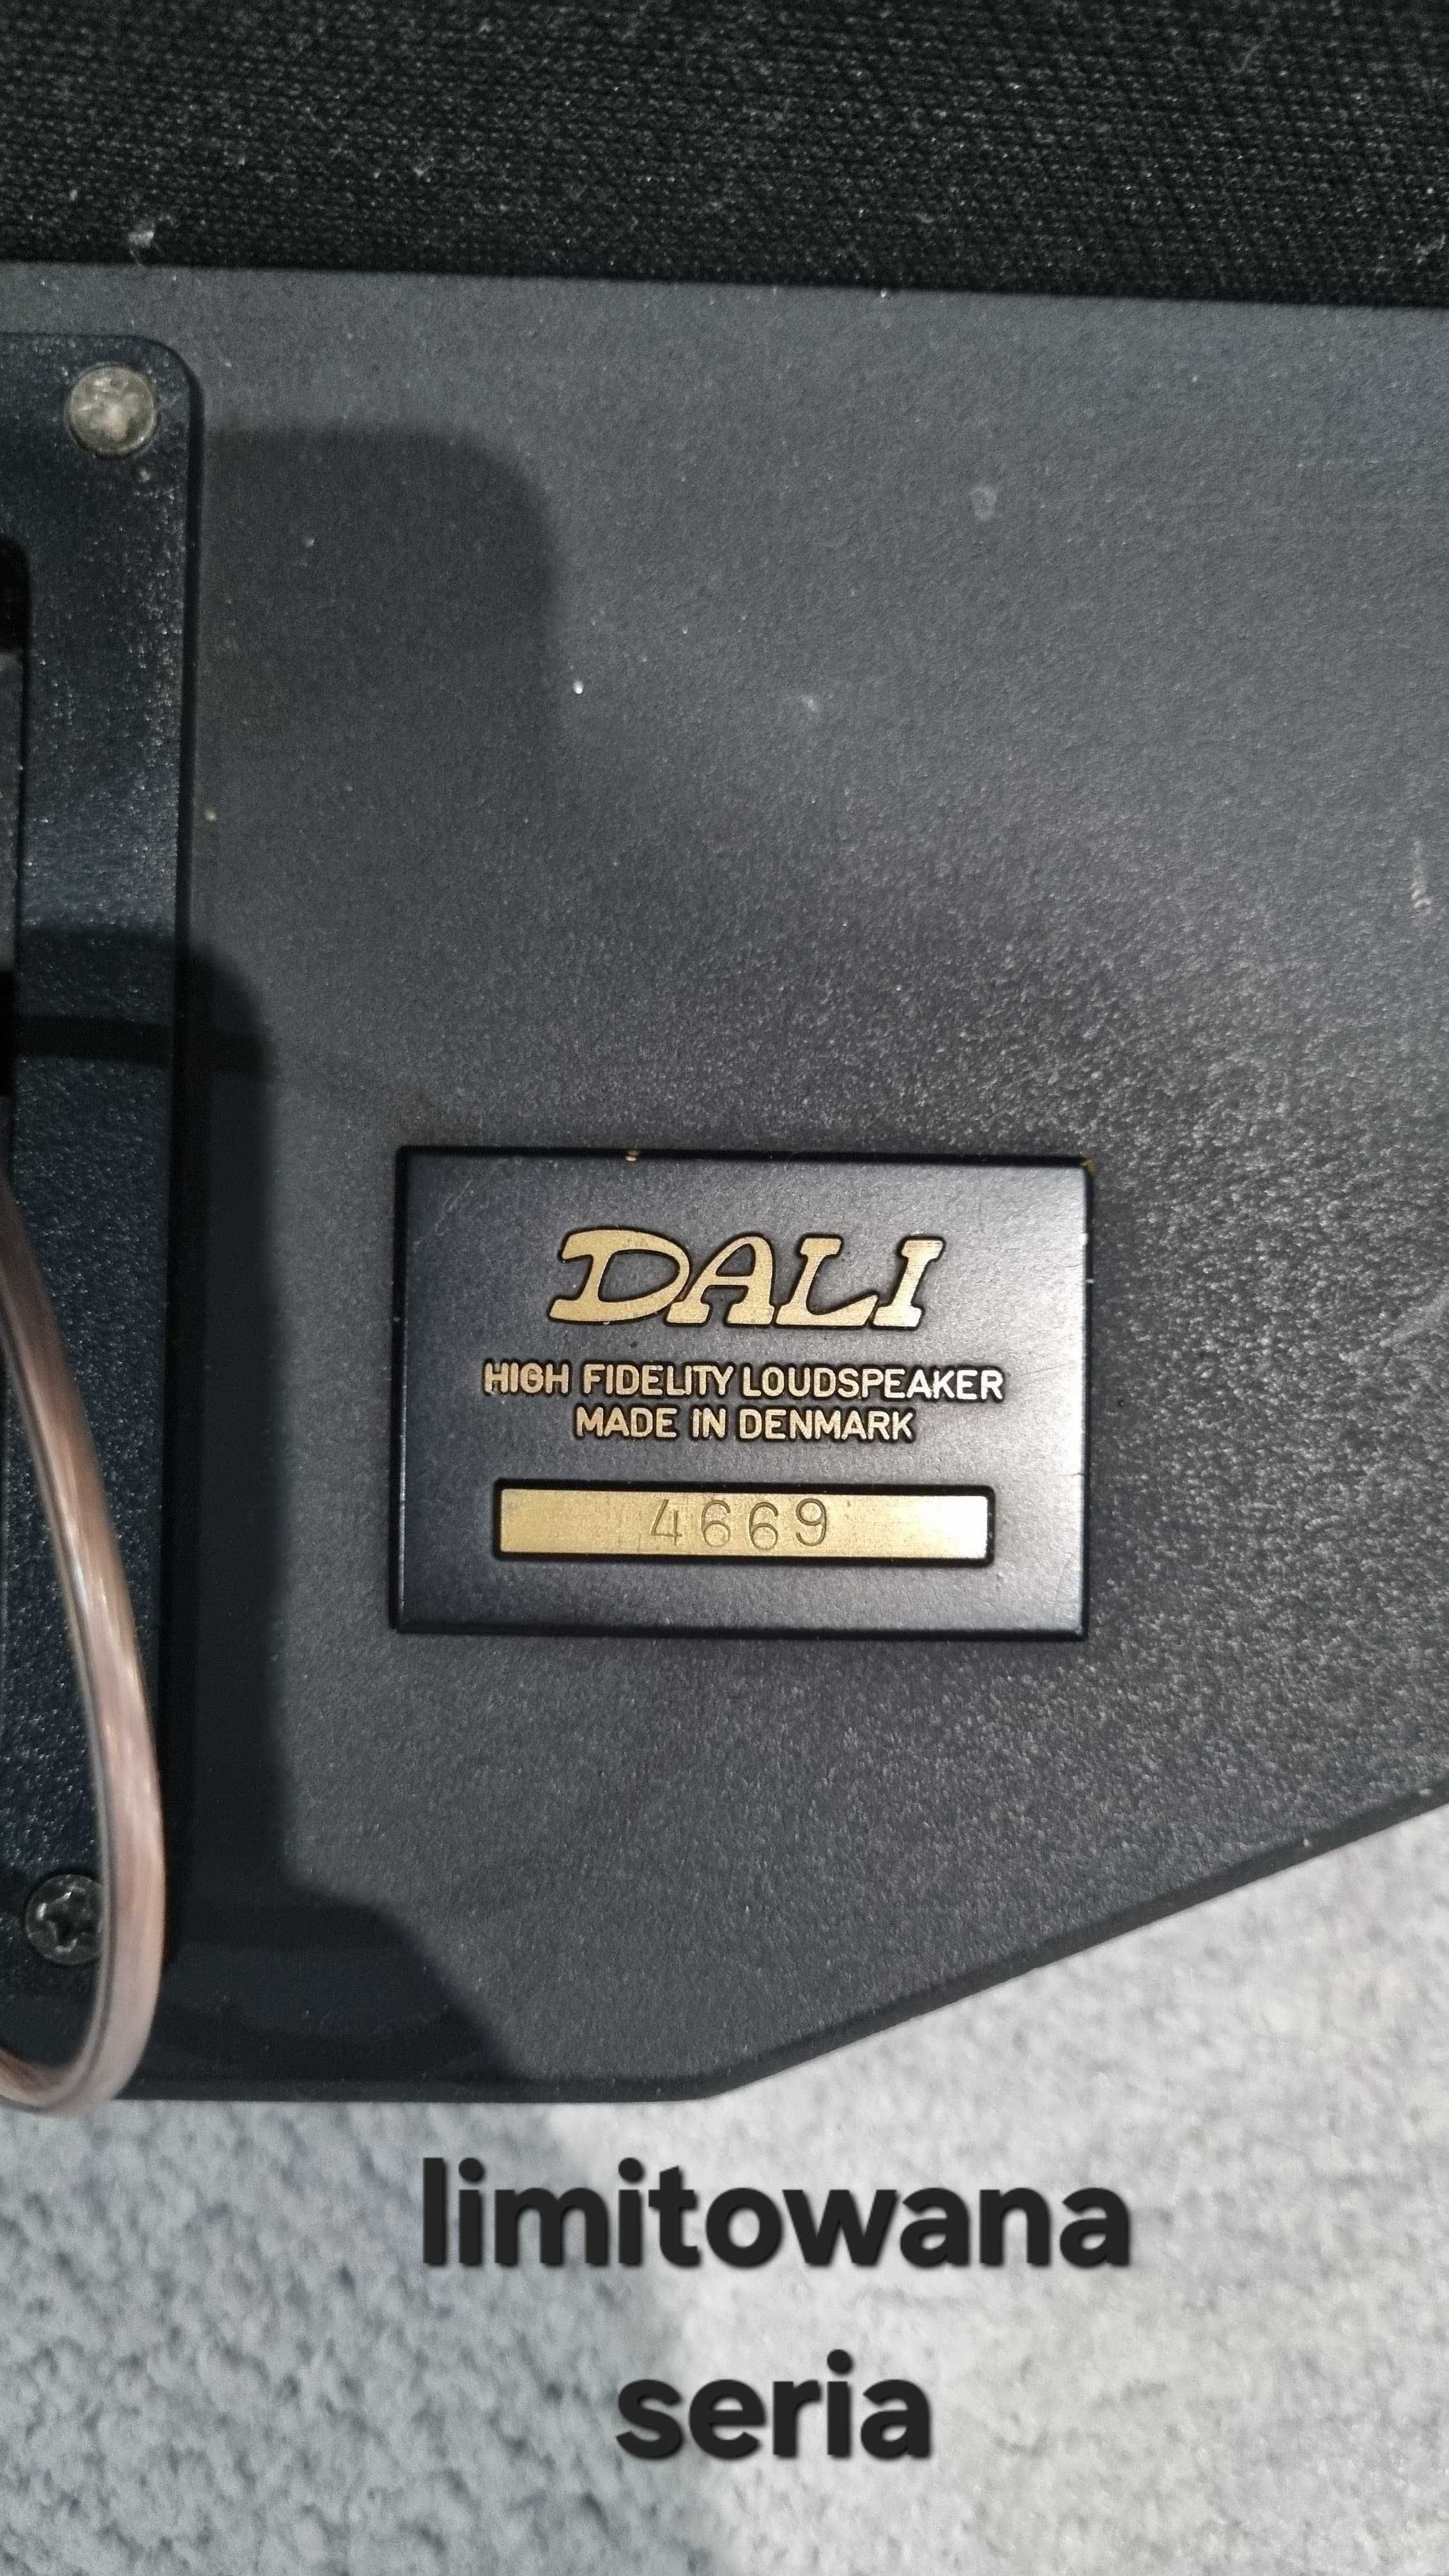 DALI
HIGH FIDELITY LOUDSPEAKER
MADE IN DENMARK
4669
limitowana
seria